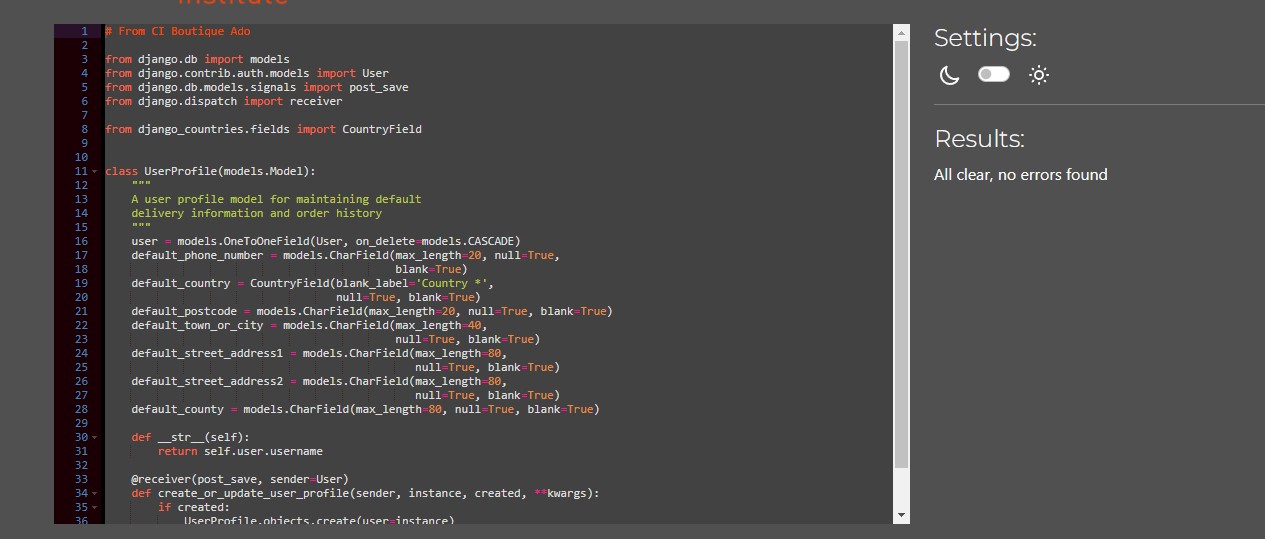 institute
1 # From CI Boutique Ado
2
3 from django.db import models
4 from django.contrib.auth.models import User
5 from django.db.models.signals import post_save
6 from django.dispatch import receiver
7
8 from django_countries.fields import CountryField
9
10
11 class UserProfile(models.Model):
12 """
13 A user profile model for maintaining default
14 delivery information and order history
15 """
16 user = models.OneToOneField(User, on_delete=models.CASCADE)
17 default_phone_number = models.CharField(max_length=20, null=True,
18 blank=True)
19 default_country = CountryField(blank_label='Country *',
20 null=True, blank=True)
21 default_postcode = models.CharField(max_length=20, null=True, blank=True)
22 default_town_or_city = models.CharField(max_length=40,
23 null=True, blank=True)
24 default_street_address1 = models.CharField(max_length=80,
25 null=True, blank=True)
26 default_street_address2 = models.CharField(max_length=80,
27 null=True, blank=True)
28 default_county = models.CharField(max_length=80, null=True, blank=True)
29
30 def __str__(self):
31 return self.user.username
32
33 @receiver(post_save, sender=User)
34 def create_or_update_user_profile(sender, instance, created, **kwargs):
35 if created:
36 UserProfile.objects.create(user=instance)
Settings:
Results:
All clear, no errors found